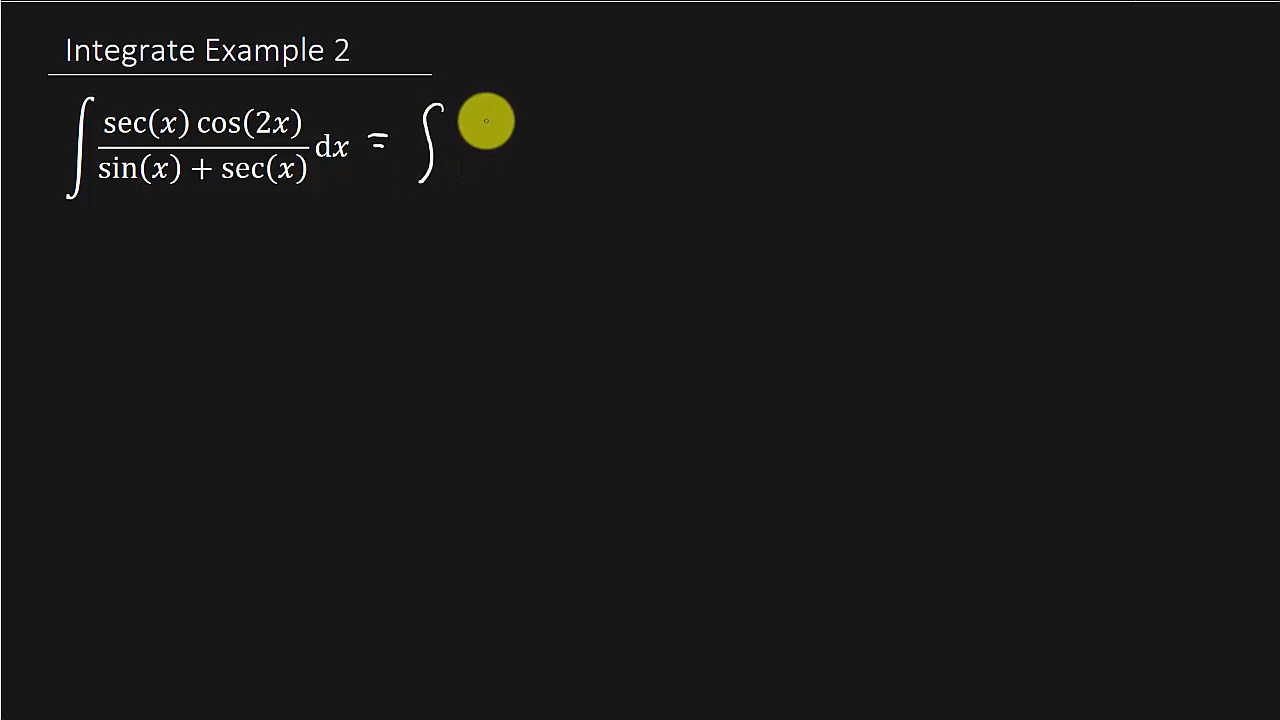 Integrate Example 2
∫ sec(x) cos(2x) / sin(x) + sec(x) dx = ∫